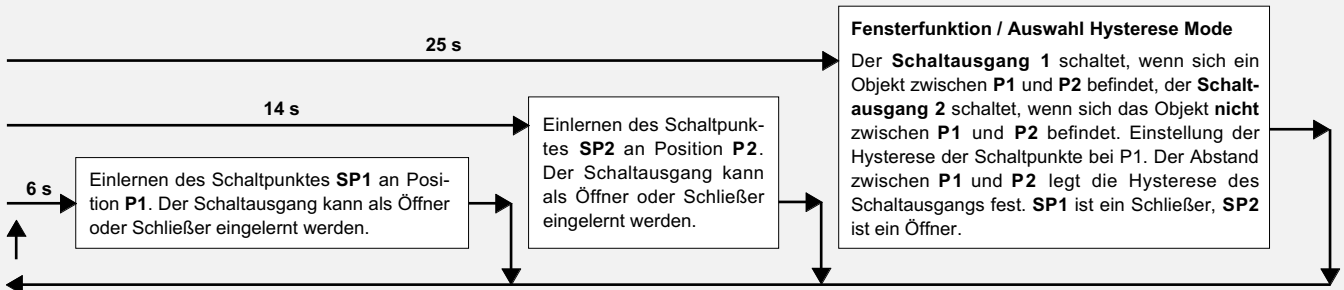 25 s
Fensterfunktion / Auswahl Hysterese Mode
Der Schaltausgang 1 schaltet, wenn sich ein
Objekt zwischen P1 und P2 befindet, der Schalt-
ausgang 2 schaltet, wenn sich das Objekt nicht
zwischen P1 und P2 befindet. Einstellung der
Hysterese der Schaltpunkte bei P1. Der Abstand
zwischen P1 und P2 legt die Hysterese des
Schaltausgangs fest. SP1 ist ein Schließer, SP2
ist ein Öffner.
14 s
Einlernen des Schaltpunk-
tes SP2 an Position P2.
Der Schaltausgang kann
als Öffner oder Schließer
eingelernt werden.
6 s
Einlernen des Schaltpunktes SP1 an Posi-
tion P1. Der Schaltausgang kann als Öffner
oder Schließer eingelernt werden.